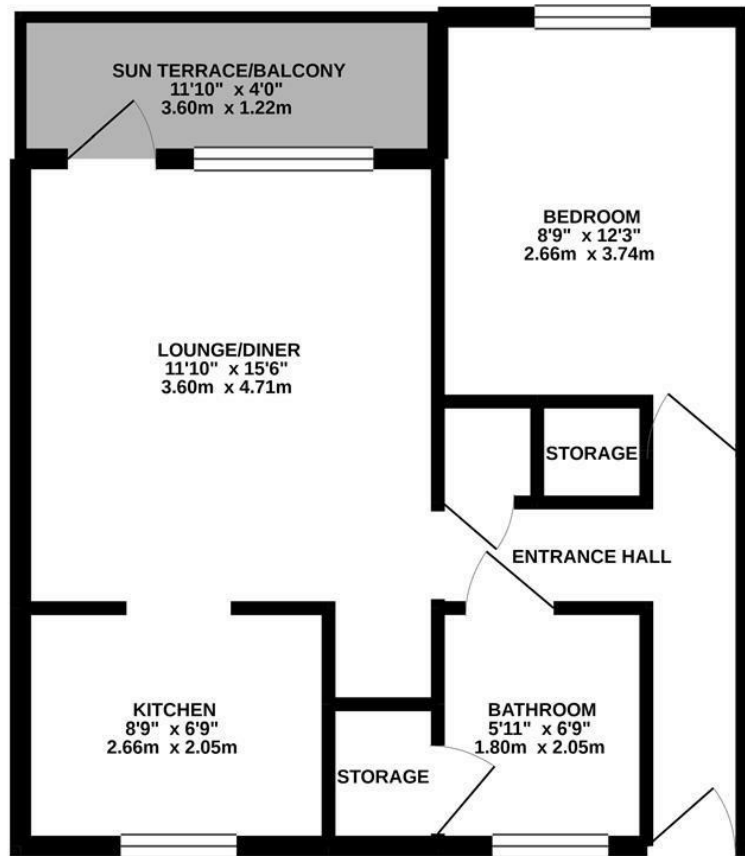 SUN TERRACE/BALCONY
11'10" x 4'0"
3.60m x 1.22m
BEDROOM
8'9" x 12'3"
2.66m x 3.74m
LOUNGE/DINER
11'10" x 15'6"
3.60m x 4.71m
STORAGE
ENTRANCE HALL
KITCHEN
8'9" x 6'9"
2.66m x 2.05m
BATHROOM
5'11" x 6'9"
1.80m x 2.05m
STORAGE